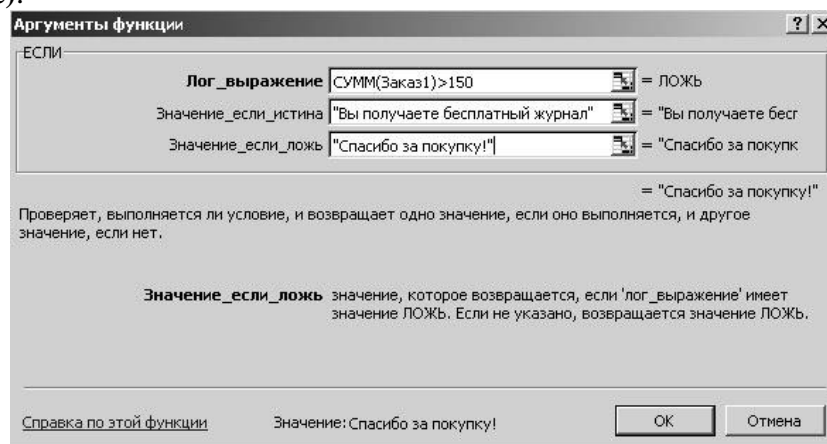 е).
Аргументы функции
ЕСЛИ
Лог_выражение СУММ(Заказ1)>150 = ЛОЖЬ
Значение_если_истина "Вы получаете бесплатный журнал" = "Вы получаете бесг
Значение_если_ложь "Спасибо за покупку!" = "Спасибо за покупк
= "Спасибо за покупку!"
Проверяет, выполняется ли условие, и возвращает одно значение, если оно выполняется, и другое
значение, если нет.
Значение_если_ложь значение, которое возвращается, если 'лог_выражение' имеет
значение ЛОЖЬ. Если не указано, возвращается значение ЛОЖЬ.
Справка по этой функции Значение: Спасибо за покупку! OK Отмена